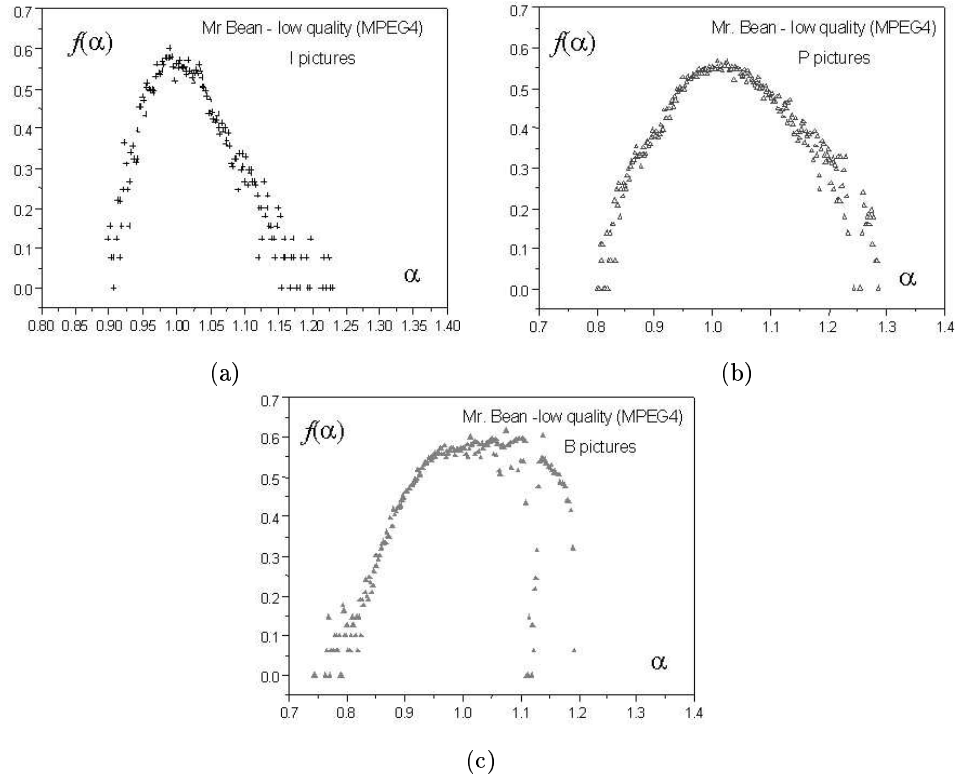 0.7
0.6
0.5
0.4
0.3
0.2
0.1
0.0
f(α)
Mr Bean - low quality (MPEG4)
I pictures
α
0.80 0.85 0.90 0.95 1.00 1.05 1.10 1.15 1.20 1.25 1.30 1.35 1.40
(a)
0.7
0.6
0.5
0.4
0.3
0.2
0.1
0.0
f(α)
Mr. Bean - low quality (MPEG4)
P pictures
α
0.7 0.8 0.9 1.0 1.1 1.2 1.3 1.4
(b)
0.7
0.6
0.5
0.4
0.3
0.2
0.1
0.0
f(α)
Mr. Bean -low quality (MPEG4)
B pictures
α
0.7 0.8 0.9 1.0 1.1 1.2 1.3 1.4
(c)